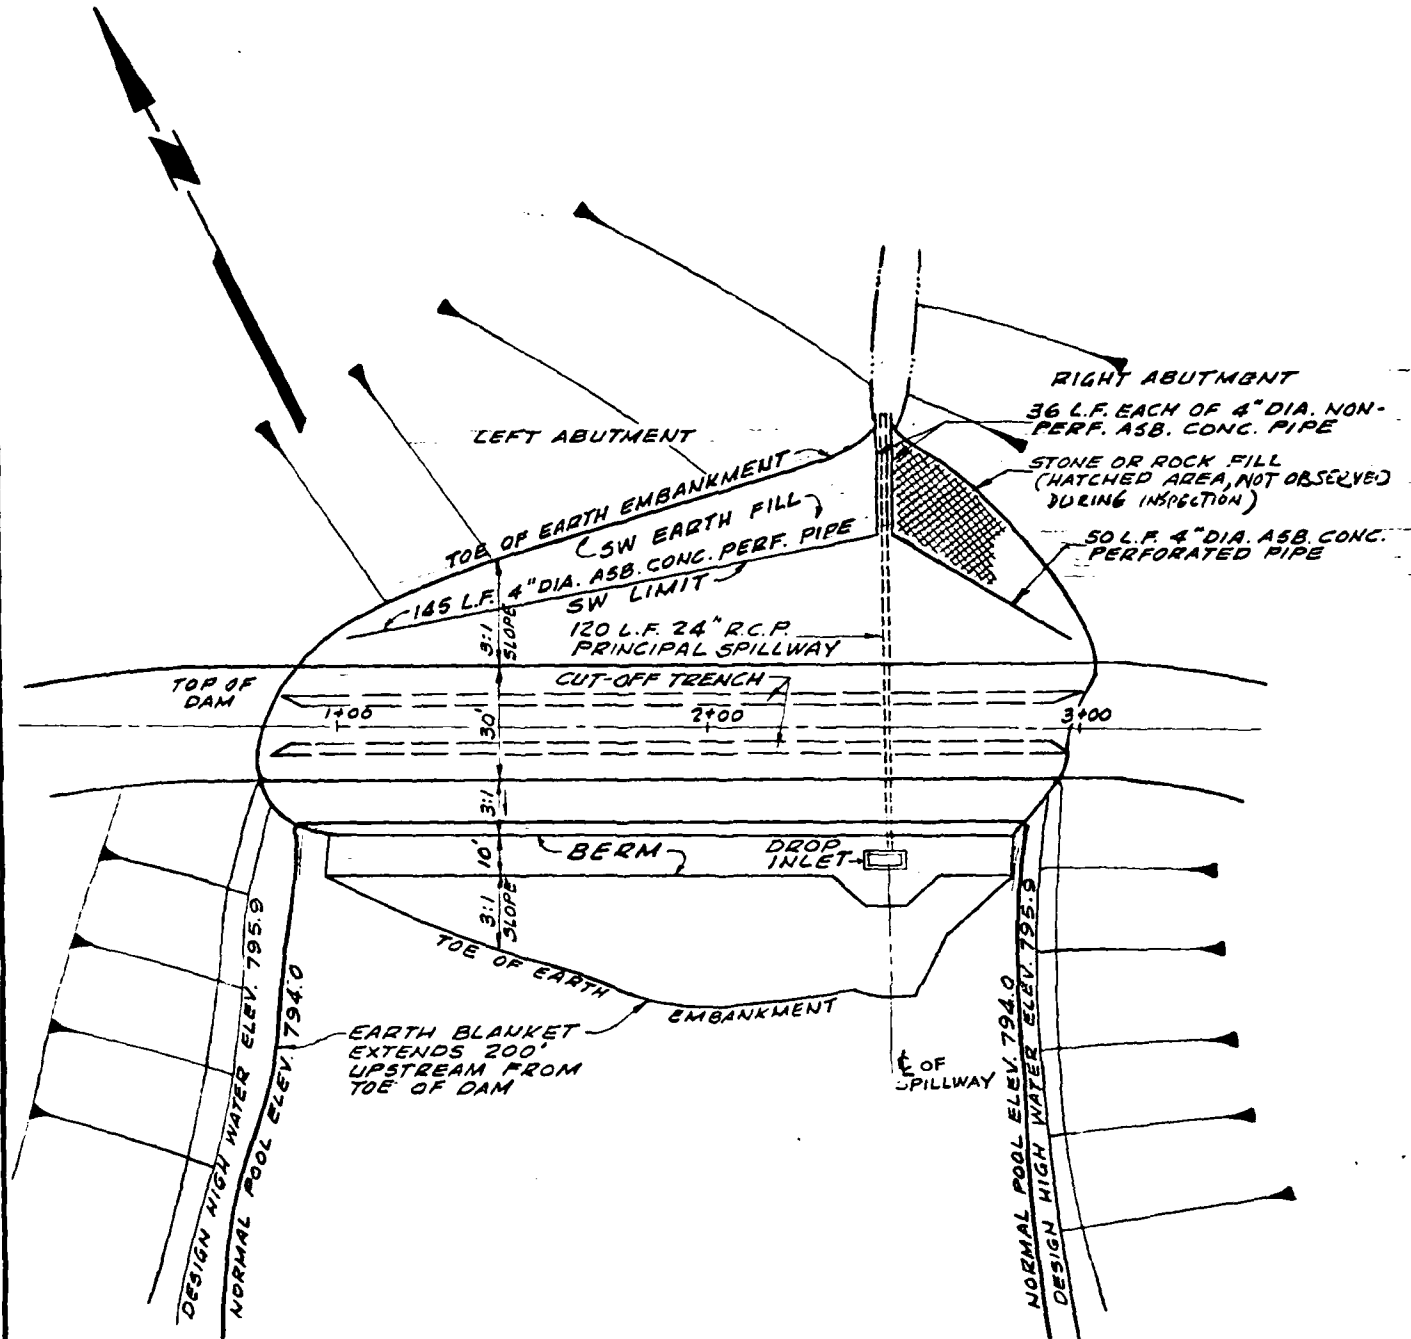 N
LEFT ABUTMENT
RIGHT ABUTMENT
36 L.F. EACH OF 4" DIA. NON-
PERF. ASB. CONC. PIPE
STONE OR ROCK FILL
(HATCHED AREA, NOT OBSERVED
DURING INSPECTION)
50 L.F. 4" DIA. ASB. CONC.
PERFORATED PIPE
TOE OF EARTH EMBANKMENT
SW EARTH FILL
145 L.F. 4" DIA. ASB. CONC. PERF. PIPE
SW LIMIT
3:1
SLOPE
120 L.F. 24" R.C.P.
PRINCIPAL SPILLWAY
CUT-OFF TRENCH
TOP OF
DAM
1+00
2+00
3+00
30'
3:1
BERM
10'
DROP
INLET
3:1
SLOPE
TOE OF EARTH
EMBANKMENT
EARTH BLANKET
EXTENDS 200'
UPSTREAM FROM
TOE OF DAM
℄ OF
SPILLWAY
DESIGN HIGH WATER ELEV. 795.9
NORMAL POOL ELEV. 794.0
NORMAL POOL ELEV. 794.0
DESIGN HIGH WATER ELEV. 795.9